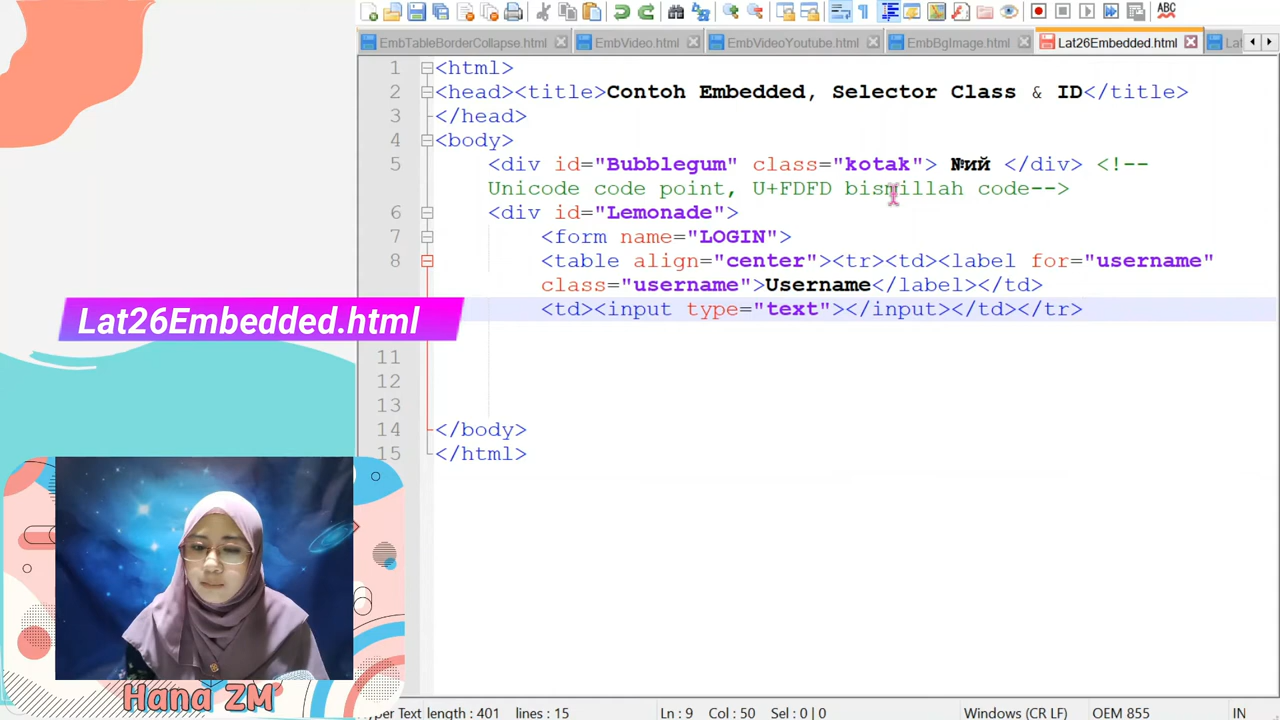 EmbTableBorderCollapse.html EmbVideo.html EmbVideoYoutube.html EmbBgImage.html Lat26Embedded.html Lat
1 <html>
2 <head><title>Contoh Embedded, Selector Class & ID</title>
3 </head>
4 <body>
5 <div id="Bubblegum" class="kotak"> №ий </div> <!--
Unicode code point, U+FDFD bismillah code-->
6 <div id="Lemonade">
7 <form name="LOGIN">
8 <table align="center"><tr><td><label for="username"
class="username">Username</label></td>
<td><input type="text"></input></td></tr>
11
12
13
14 </body>
15 </html>
Lat26Embedded.html
Hana ZM
yper Text length : 401 lines : 15 Ln : 9 Col : 50 Sel : 0 | 0 Windows (CR LF) OEM 855 IN